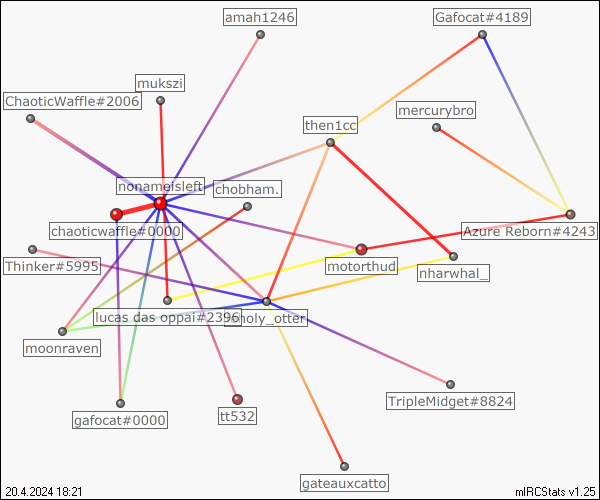 amah1246
Gafocat#4189
mukszi
ChaoticWaffle#2006
mercurybro
then1cc
nonamesleft
chobham.
chaoticwaffle#0000
Azure Reborn#4243
Thinker#5995
motorthud
nharwhal_
lucas das oppai#2396
holy_otter
moonraven
TripleMidget#8824
gafocat#0000
tt532
gateauxcatto
20.4.2024 18:21
mIRCStats v1.25